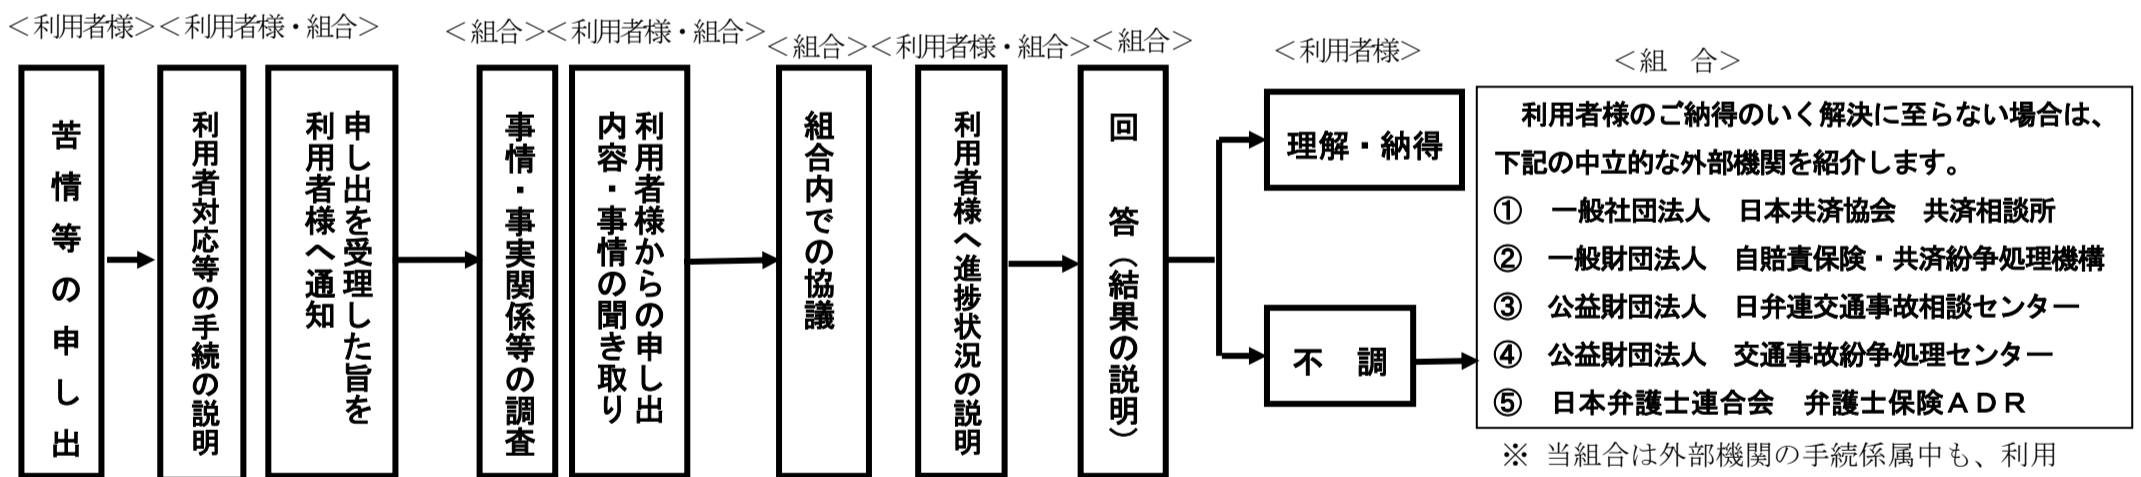 ＜利用者様＞
＜利用者様・組合＞
＜組合＞
＜利用者様・組合＞
＜組合＞
＜利用者様・組合＞
＜組合＞
＜利用者様＞
＜組　合＞
苦情等の申し出
利用者対応等の手続の説明
申し出を受理した旨を
利用者様へ通知
事情・事実関係等の調査
利用者様からの申し出
内容・事情の聞き取り
組合内での協議
利用者様へ進捗状況の説明
回　答（結果の説明）
理解・納得
不　調
利用者様のご納得のいく解決に至らない場合は、
下記の中立的な外部機関を紹介します。
①　一般社団法人　日本共済協会　共済相談所
②　一般財団法人　自賠責保険・共済紛争処理機構
③　公益財団法人　日弁連交通事故相談センター
④　公益財団法人　交通事故紛争処理センター
⑤　日本弁護士連合会　弁護士保険ＡＤＲ
※ 当組合は外部機関の手続係属中も、利用